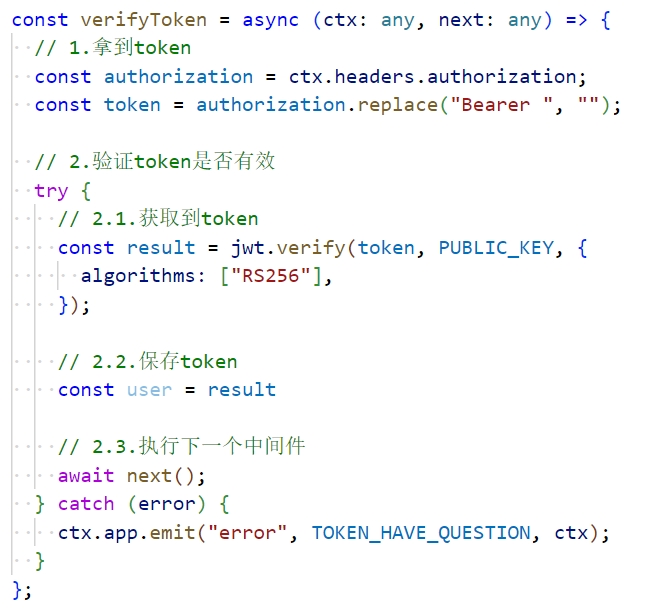 const verifyToken = async (ctx: any, next: any) => {
  // 1.拿到token
  const authorization = ctx.headers.authorization;
  const token = authorization.replace("Bearer ", "");

  // 2.验证token是否有效
  try {
    // 2.1.获取到token
    const result = jwt.verify(token, PUBLIC_KEY, {
      algorithms: ["RS256"],
    });

    // 2.2.保存token
    const user = result

    // 2.3.执行下一个中间件
    await next();
  } catch (error) {
    ctx.app.emit("error", TOKEN_HAVE_QUESTION, ctx);
  }
};